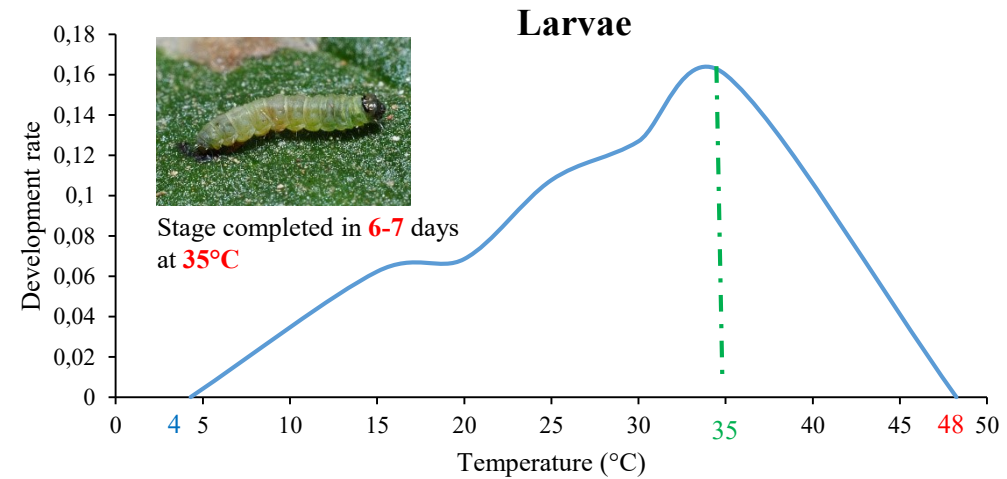 Larvae
0,18
0,16
0,14
0,12
0,1
0,08
0,06
0,04
0,02
0
Development rate
Stage completed in 6-7 days
at 35°C
0 4 5 10 15 20 25 30 35 40 45 48 50
Temperature (°C)